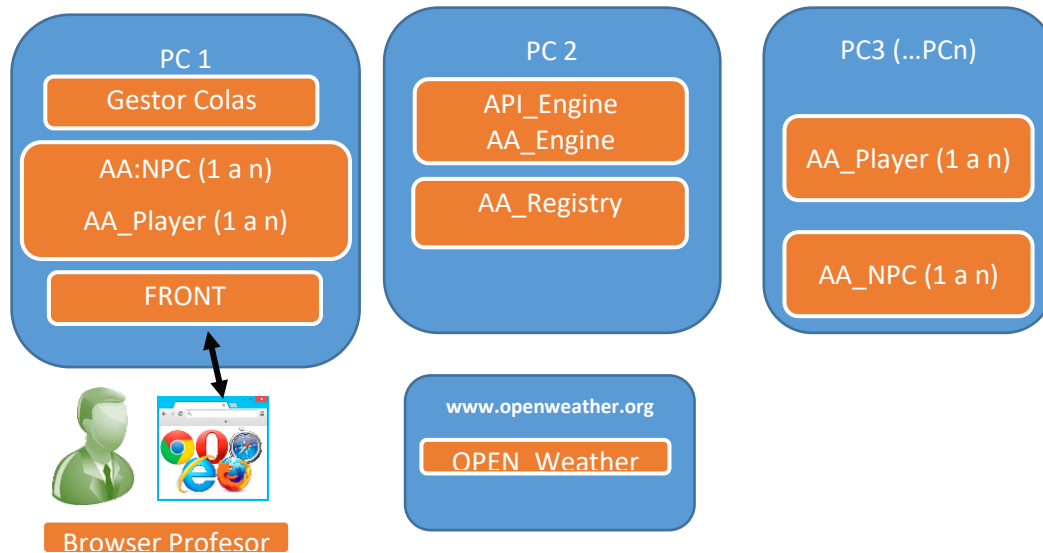 PC 1
Gestor Colas
AA:NPC (1 a n)
AA_Player (1 a n)
FRONT
PC 2
API_Engine
AA_Engine
AA_Registry
PC3 (...PCn)
AA_Player (1 a n)
AA_NPC (1 a n)
www.openweather.org
OPEN_Weather
Browser Profesor